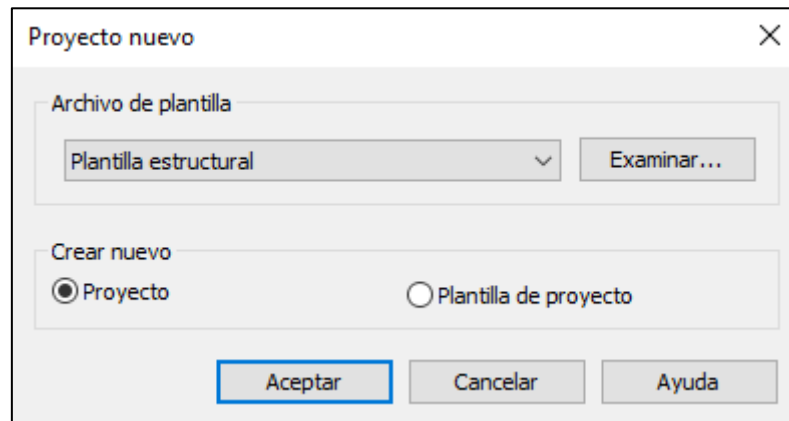 Proyecto nuevo
Archivo de plantilla
Plantilla estructural
Examinar...
Crear nuevo
Proyecto
Plantilla de proyecto
Aceptar
Cancelar
Ayuda